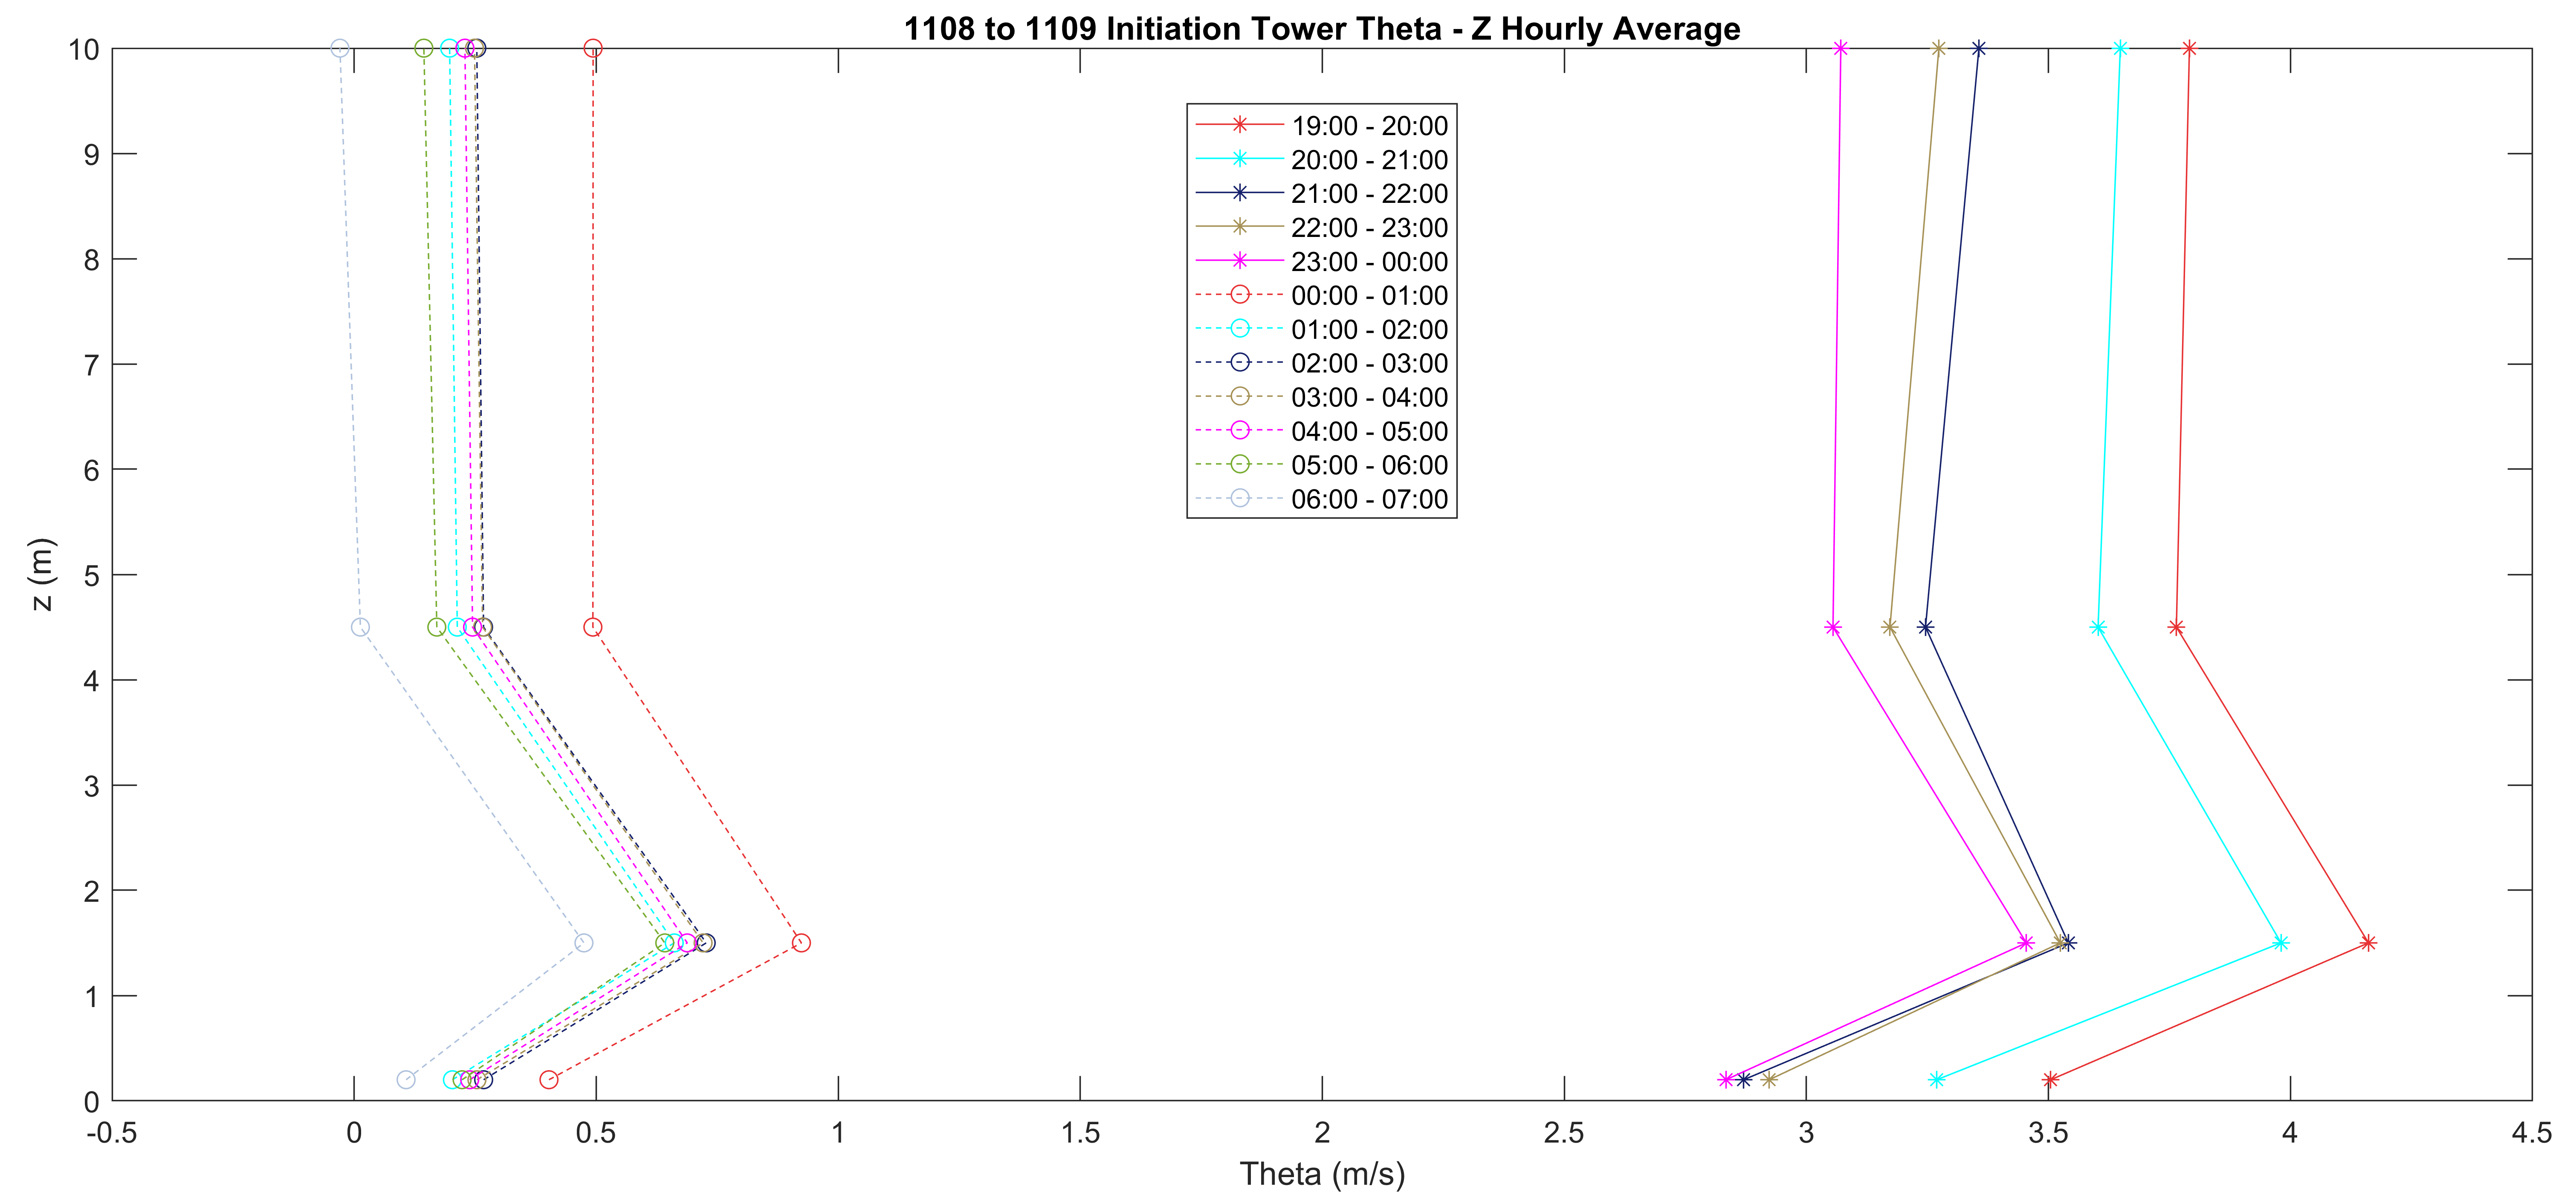 1108 to 1109 Initiation Tower Theta - Z Hourly Average
10
9
8
7
6
5
4
3
2
1
0
z (m)
19:00 - 20:00
20:00 - 21:00
21:00 - 22:00
22:00 - 23:00
23:00 - 00:00
00:00 - 01:00
01:00 - 02:00
02:00 - 03:00
03:00 - 04:00
04:00 - 05:00
05:00 - 06:00
06:00 - 07:00
-0.5 0 0.5 1 1.5 2 2.5 3 3.5 4 4.5
Theta (m/s)